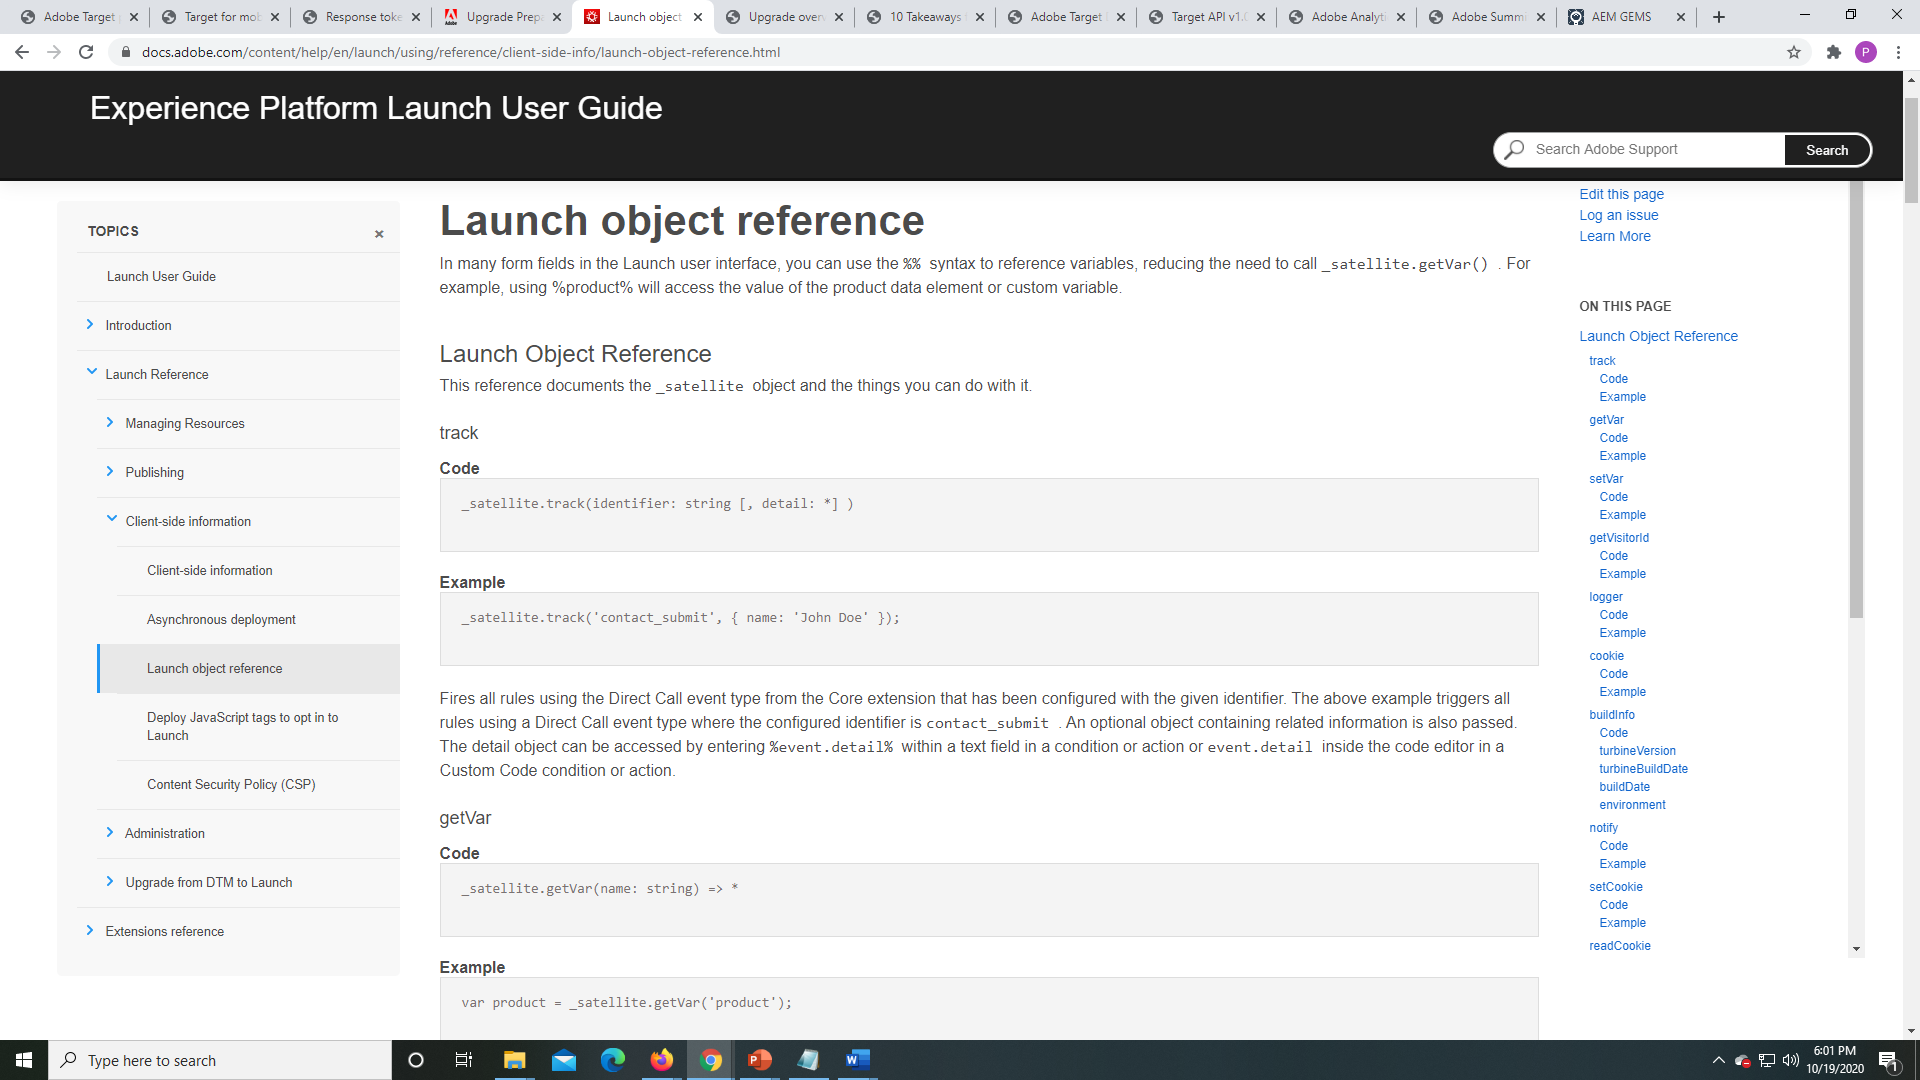 Adobe Target
Target for mob
Response toke
Upgrade Prepa
Launch object
Upgrade over
10 Takeaways
Adobe Target
Target API v1.
Adobe Analyti
Adobe Summi
AEM GEMS
docs.adobe.com/content/help/en/launch/using/reference/client-side-info/launch-object-reference.html
P
Experience Platform Launch User Guide
Search Adobe Support
Search
TOPICS
Launch User Guide
Introduction
Launch Reference
Managing Resources
Publishing
Client-side information
Client-side information
Asynchronous deployment
Launch object reference
Deploy JavaScript tags to opt in to
Launch
Content Security Policy (CSP)
Administration
Upgrade from DTM to Launch
Extensions reference
Launch object reference
In many form fields in the Launch user interface, you can use the %% syntax to reference variables, reducing the need to call _satellite.getVar() . For
example, using %product% will access the value of the product data element or custom variable.
Launch Object Reference
This reference documents the _satellite object and the things you can do with it.
track
Code
_satellite.track(identifier: string [, detail: *] )
Example
_satellite.track('contact_submit', { name: 'John Doe' });
Fires all rules using the Direct Call event type from the Core extension that has been configured with the given identifier. The above example triggers all
rules using a Direct Call event type where the configured identifier is contact_submit . An optional object containing related information is also passed.
The detail object can be accessed by entering %event.detail% within a text field in a condition or action or event.detail inside the code editor in a
Custom Code condition or action.
getVar
Code
_satellite.getVar(name: string) => *
Example
var product = _satellite.getVar('product');
Edit this page
Log an issue
Learn More
ON THIS PAGE
Launch Object Reference
track
Code
Example
getVar
Code
Example
setVar
Code
Example
getVisitorId
Code
Example
logger
Code
Example
cookie
Code
Example
buildInfo
Code
turbineVersion
turbineBuildDate
buildDate
environment
notify
Code
Example
setCookie
Code
Example
readCookie
Type here to search
6:01 PM
10/19/2020
1